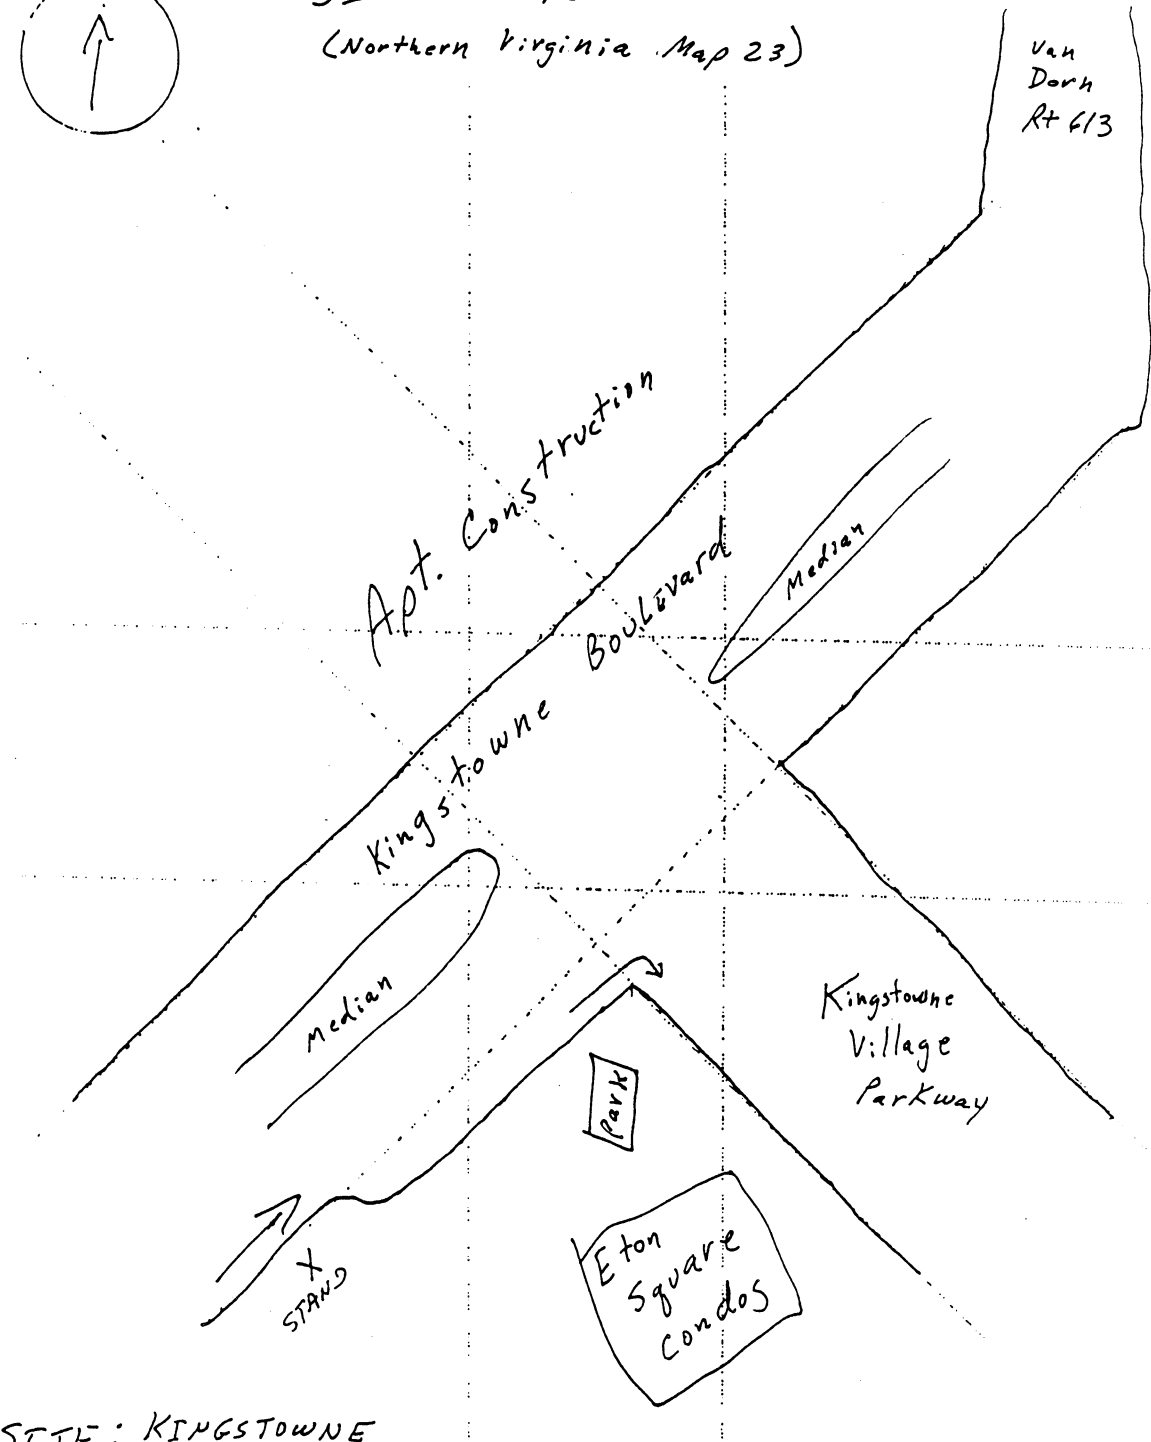 (Northern Virginia Map 23)
Van
Dorn
Rt 613
Apt. Construction
Kingstowne Boulevard
Median
Median
Kingstowne
Village
Parkway
Park
Eton
Square
Condos
X
STAND
SITE: KINGSTOWNE